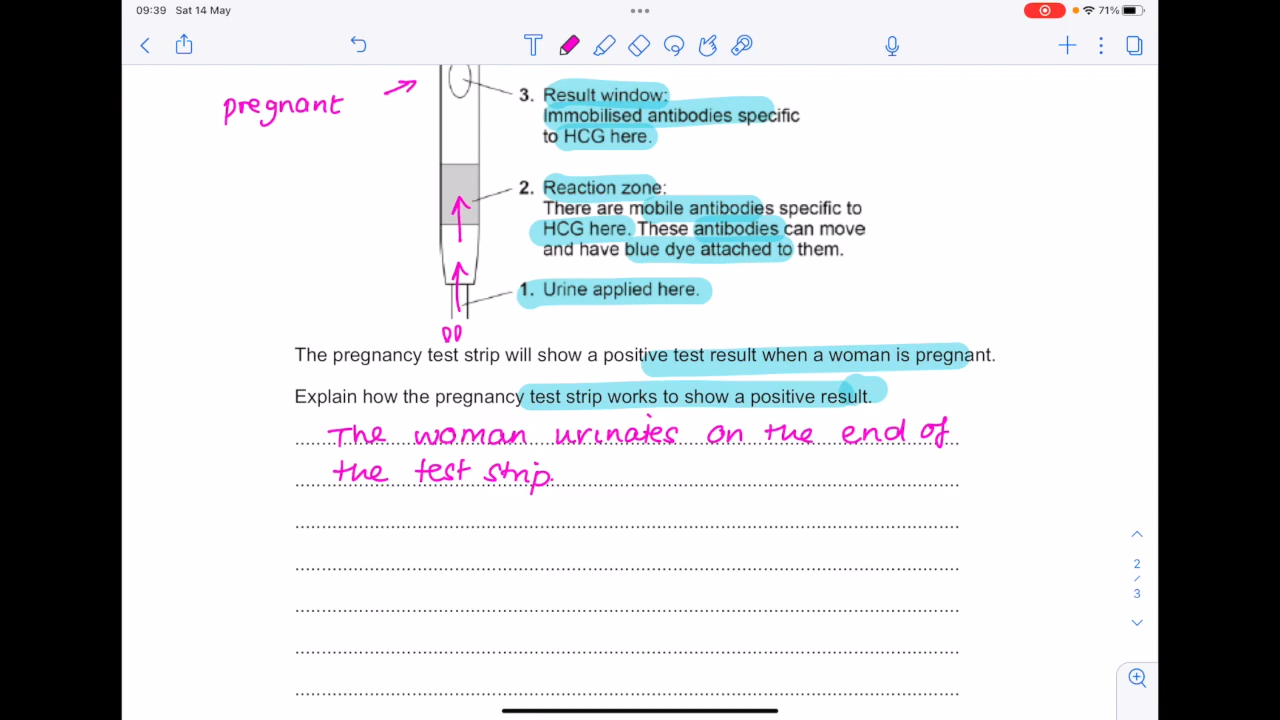 09:39 Sat 14 May
71%
pregnant
3. Result window:
Immobilised antibodies specific
to HCG here.
2. Reaction zone:
There are mobile antibodies specific to
HCG here. These antibodies can move
and have blue dye attached to them.
1. Urine applied here.
The pregnancy test strip will show a positive test result when a woman is pregnant.
Explain how the pregnancy test strip works to show a positive result.
The woman urinates on the end of
the test strip.
2
/
3